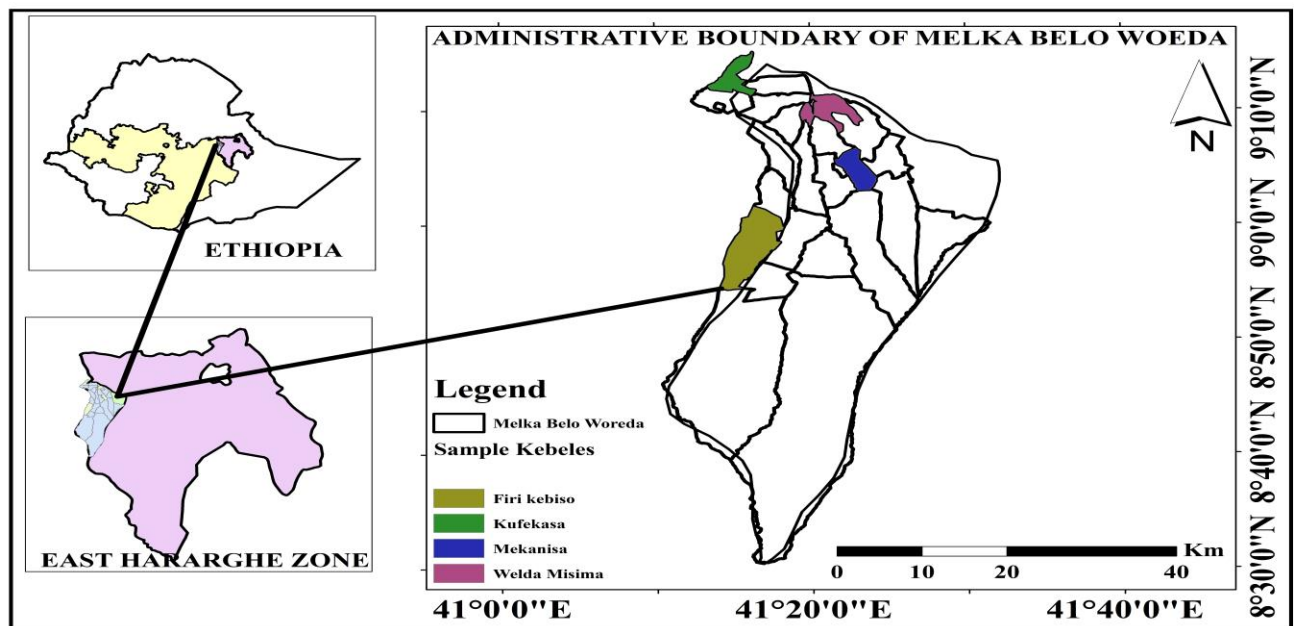 ETHIOPIA
EAST HARARGHE ZONE
ADMINISTRATIVE BOUNDARY OF MELKA BELO WOEDA
N
Legend
Melka Belo Woreda
Sample Kebeles
Firi kebiso
Kufekasa
Mekanisa
Welda Misima
Km
0 10 20 40
9°10'0"N
9°0'0"N
8°50'0"N
8°40'0"N
8°30'0"N
41°0'0"E 41°20'0"E 41°40'0"E